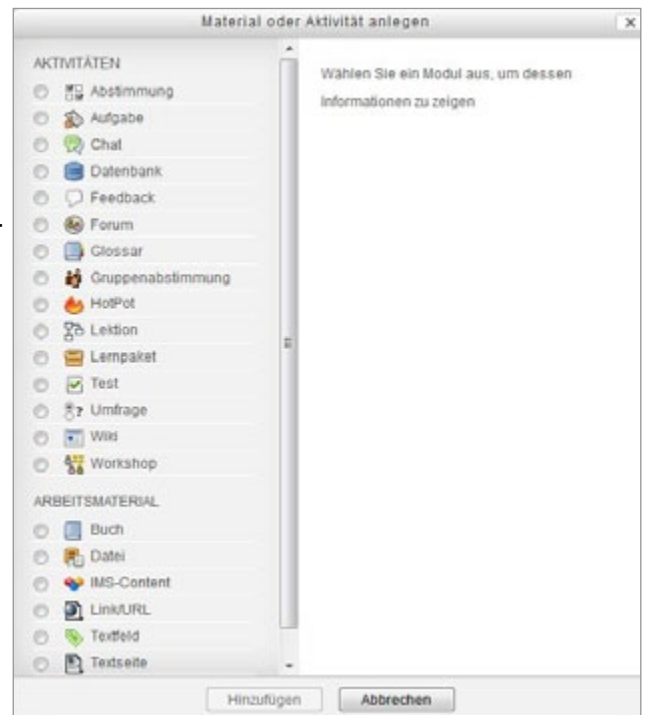 Material oder Aktivität anlegen
AKTIVITÄTEN
Abstimmung
Aufgabe
Chat
Datenbank
Feedback
Forum
Glossar
Gruppenabstimmung
HotPot
Lektion
Lernpaket
Test
Umfrage
Wiki
Workshop
ARBEITSMATERIAL
Buch
Datei
IMS-Content
Link/URL
Textfeld
Textseite
Wählen Sie ein Modul aus, um dessen
Informationen zu zeigen
Hinzufügen
Abbrechen